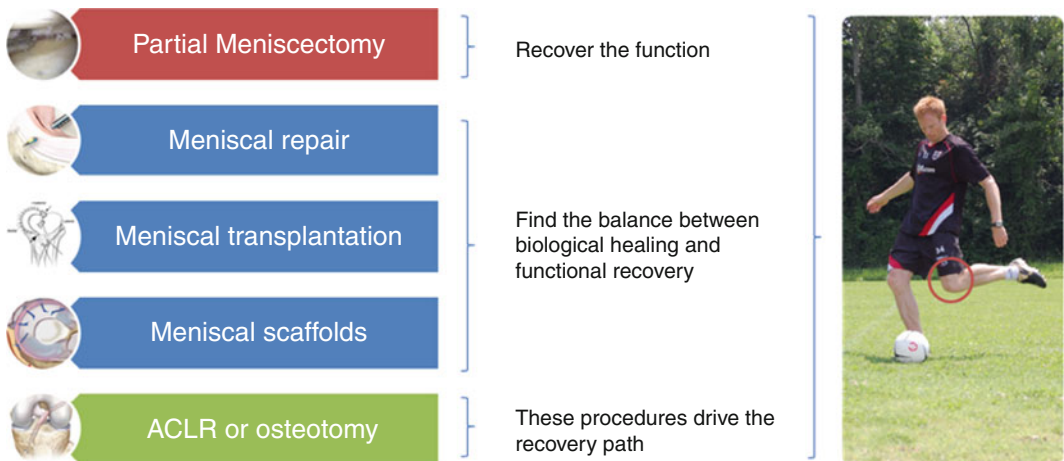 Partial Meniscectomy
Recover the function
Meniscal repair
Meniscal transplantation
Find the balance between
biological healing and
functional recovery
Meniscal scaffolds
ACLR or osteotomy
These procedures drive the
recovery path